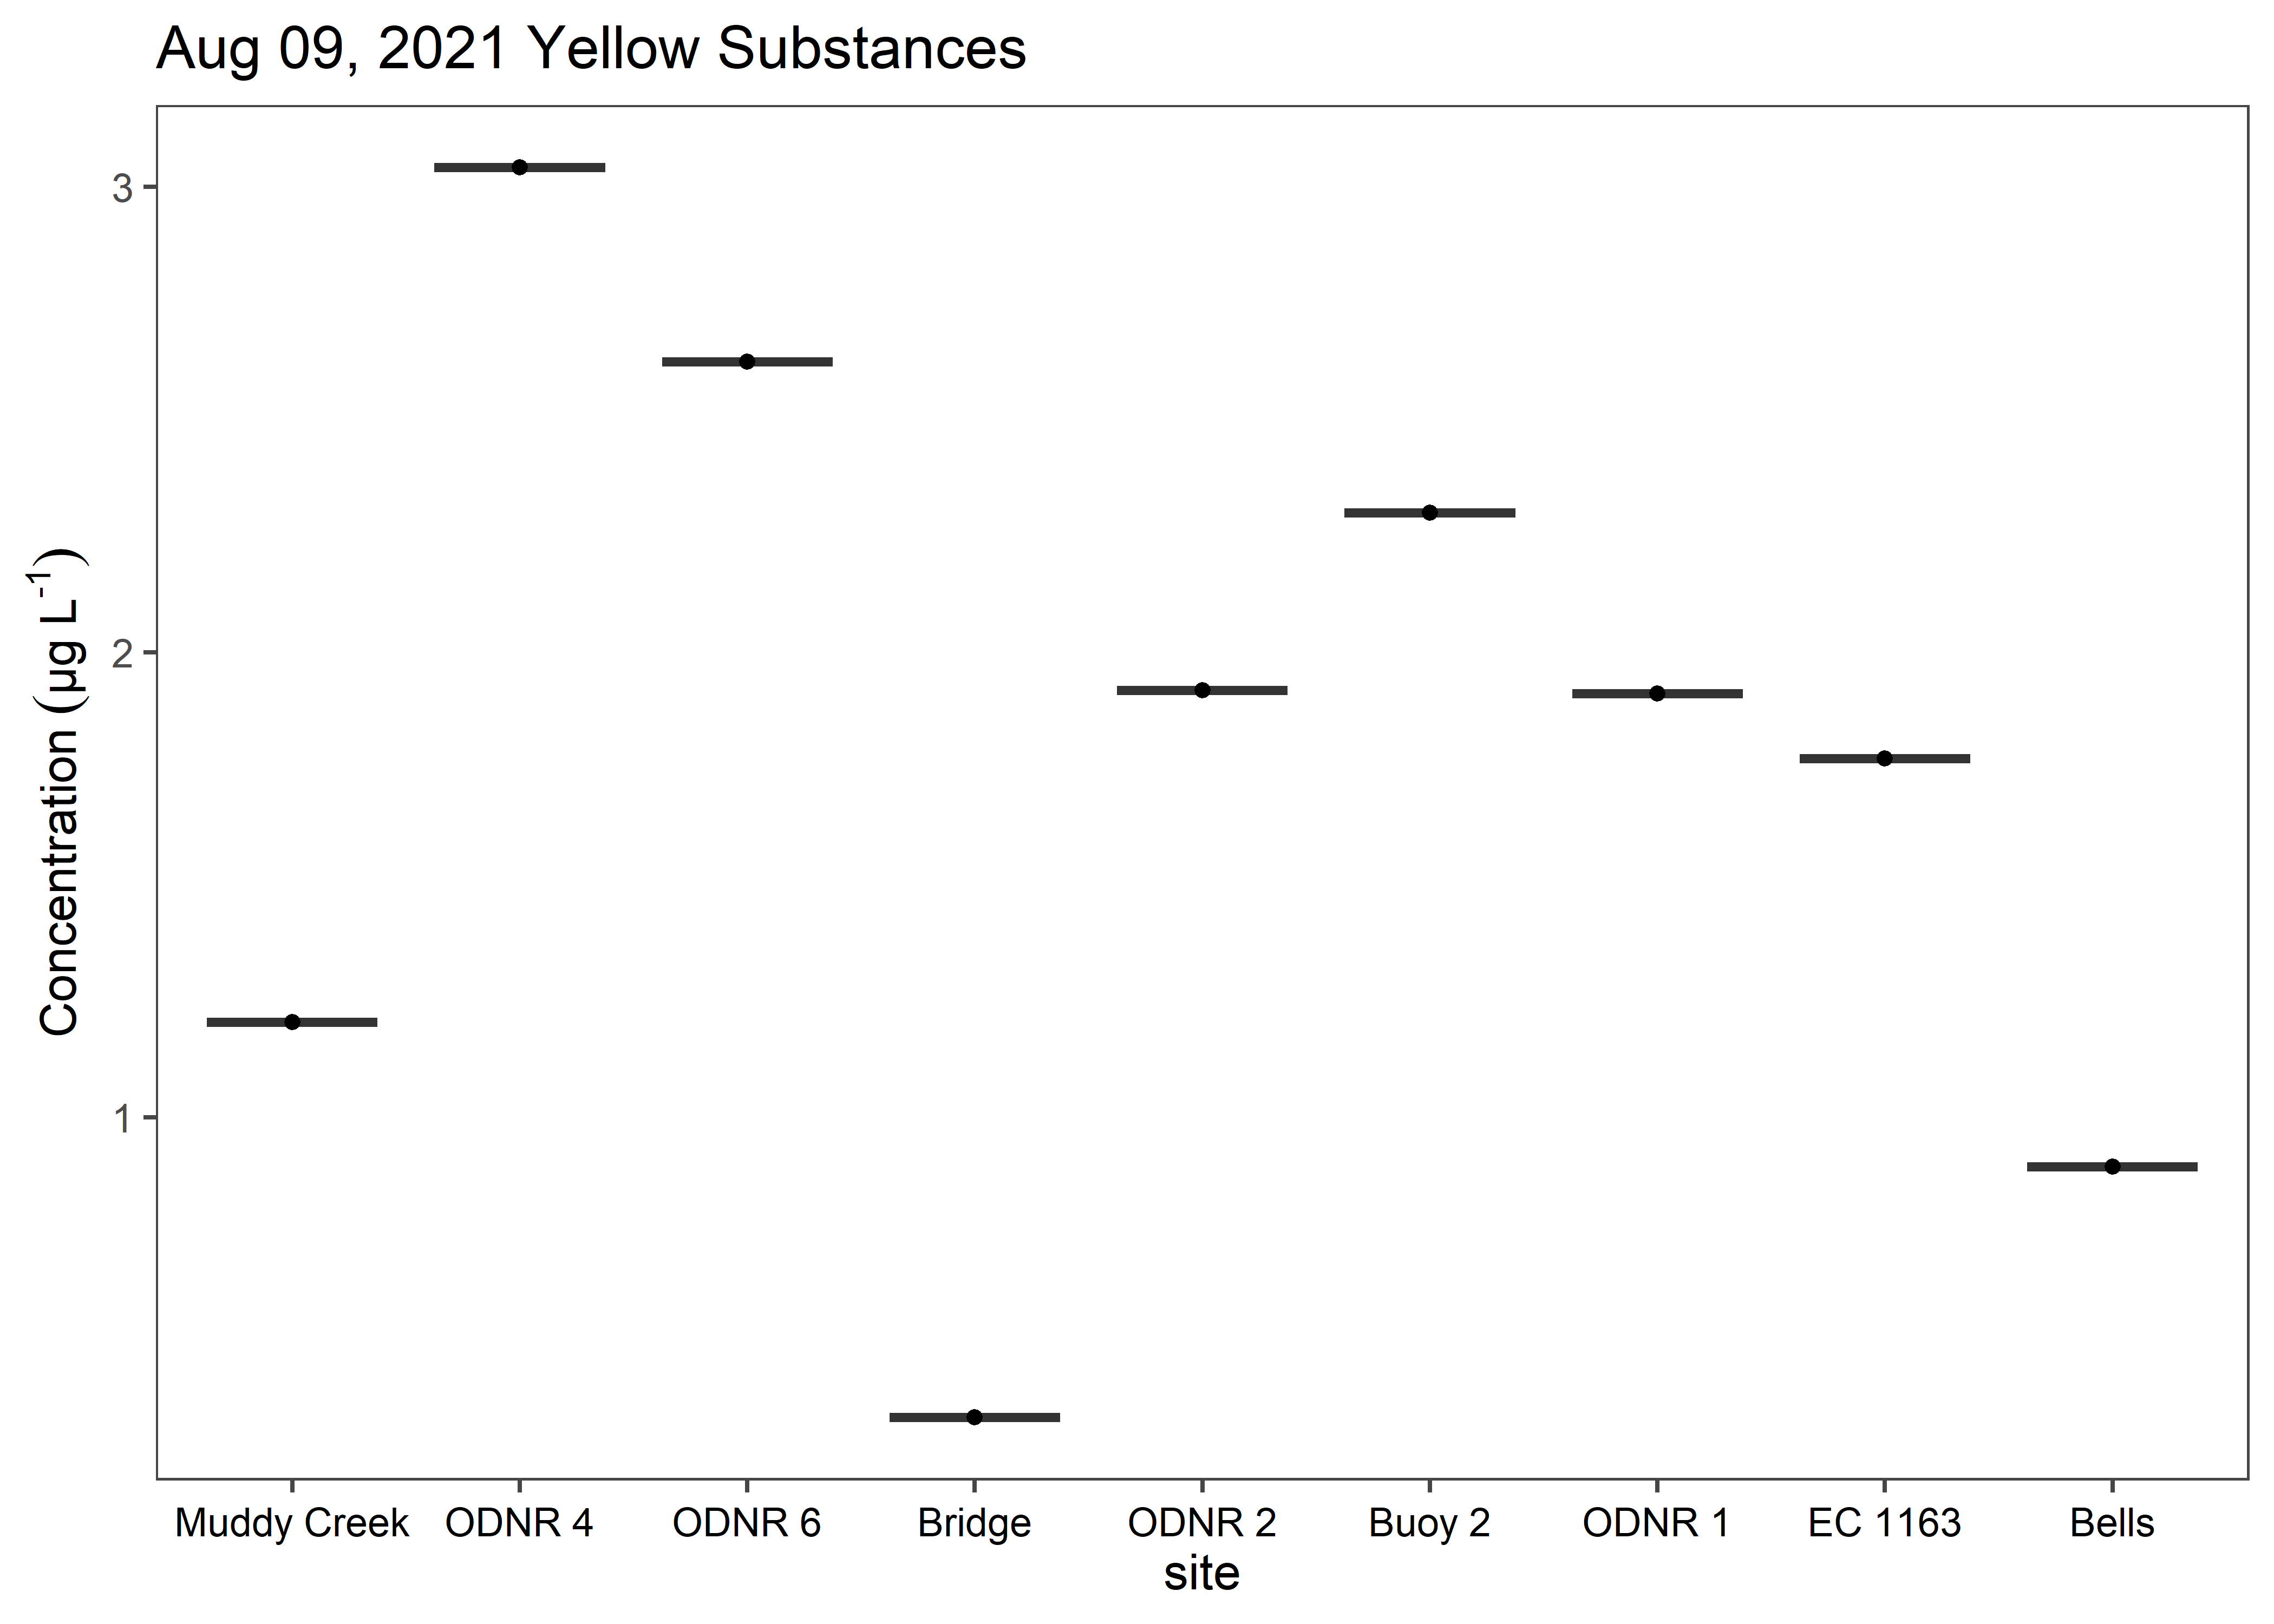 Aug 09, 2021 Yellow Substances
Concentration (µg L⁻¹)
3
2
1
Muddy Creek ODNR 4 ODNR 6 Bridge ODNR 2 Buoy 2 ODNR 1 EC 1163 Bells
site